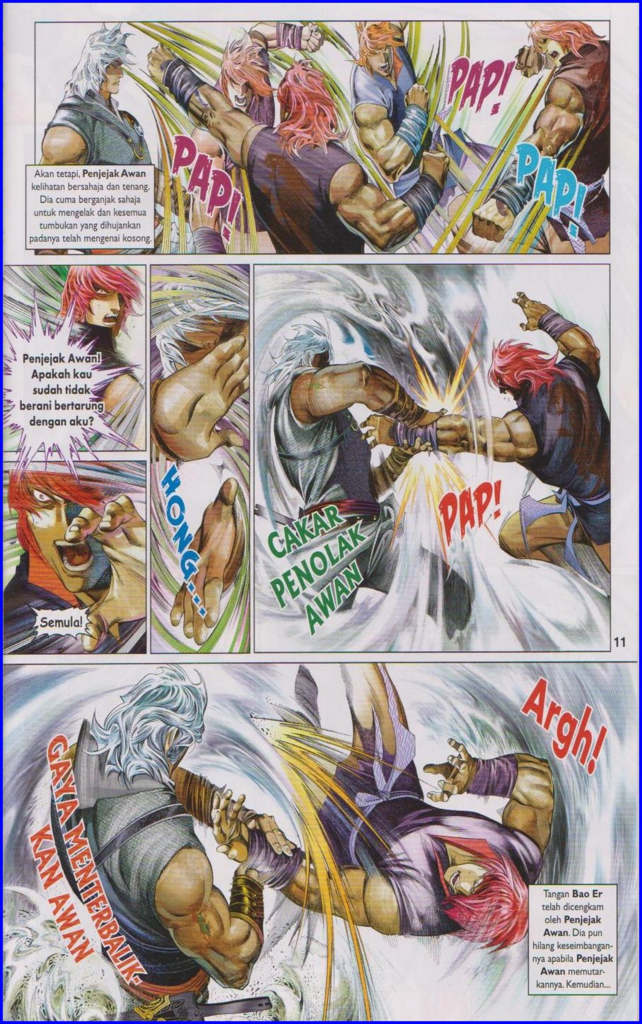 PAP!
PAP!
PAP!
Akan tetapi, Penjejak Awan
kelihatan bersahaja dan tenang.
Dia cuma berganjak sahaja
untuk mengelak dan kesemua
tumbukan yang dihujankan
padanya telah mengenai kosong.
Penjejak Awan!
Apakah kau
sudah tidak
berani bertarung
dengan aku?
Semula!
HONG...
CAKAR
PENOLAK
AWAN
PAP!
11
GAYA MENTERBALIK-
KAN AWAN
Argh!
Tangan Bao Er
telah dicengkam
oleh Penjejak
Awan. Dia pun
hilang keseimbangan-
nya apabila Penjejak
Awan memutar-
kannya. Kemudian...